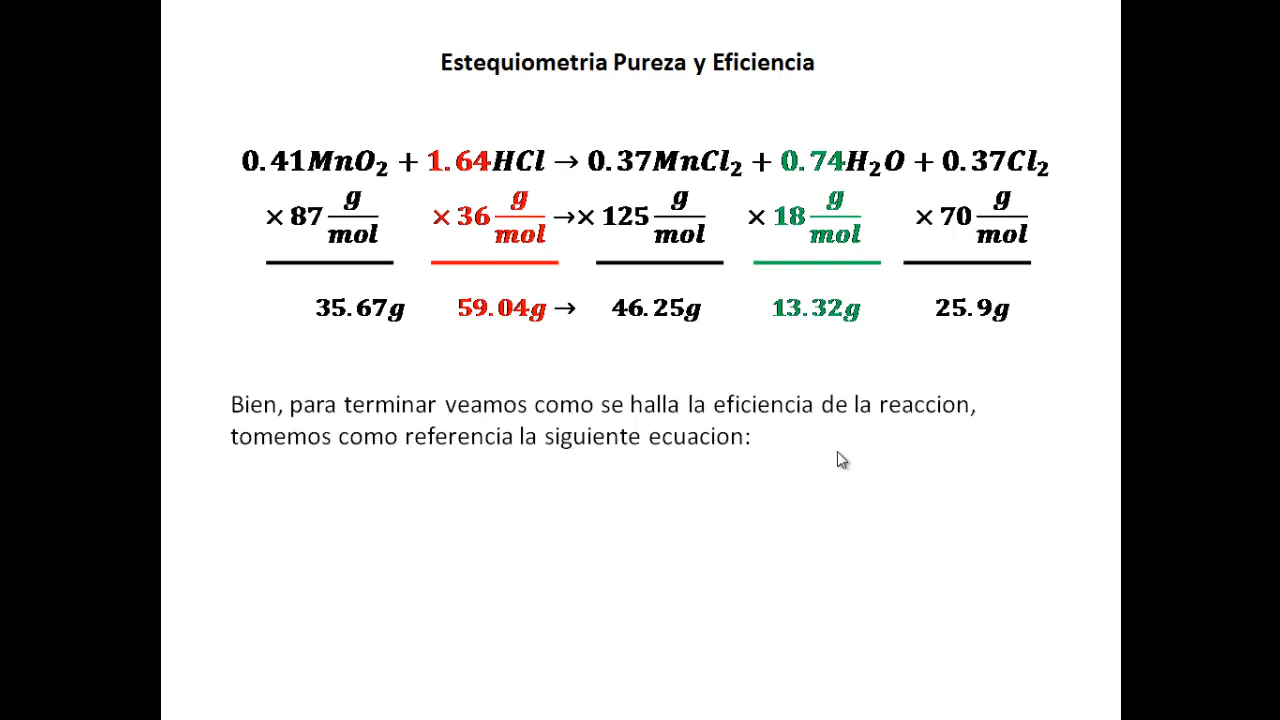 Estequiometria Pureza y Eficiencia
0.41MnO₂ + 1.64HCl → 0.37MnCl₂ + 0.74H₂O + 0.37Cl₂
× 87 g/mol × 36 g/mol → × 125 g/mol × 18 g/mol × 70 g/mol
35.67g 59.04g → 46.25g 13.32g 25.9g
Bien, para terminar veamos como se halla la eficiencia de la reaccion,
tomemos como referencia la siguiente ecuacion: